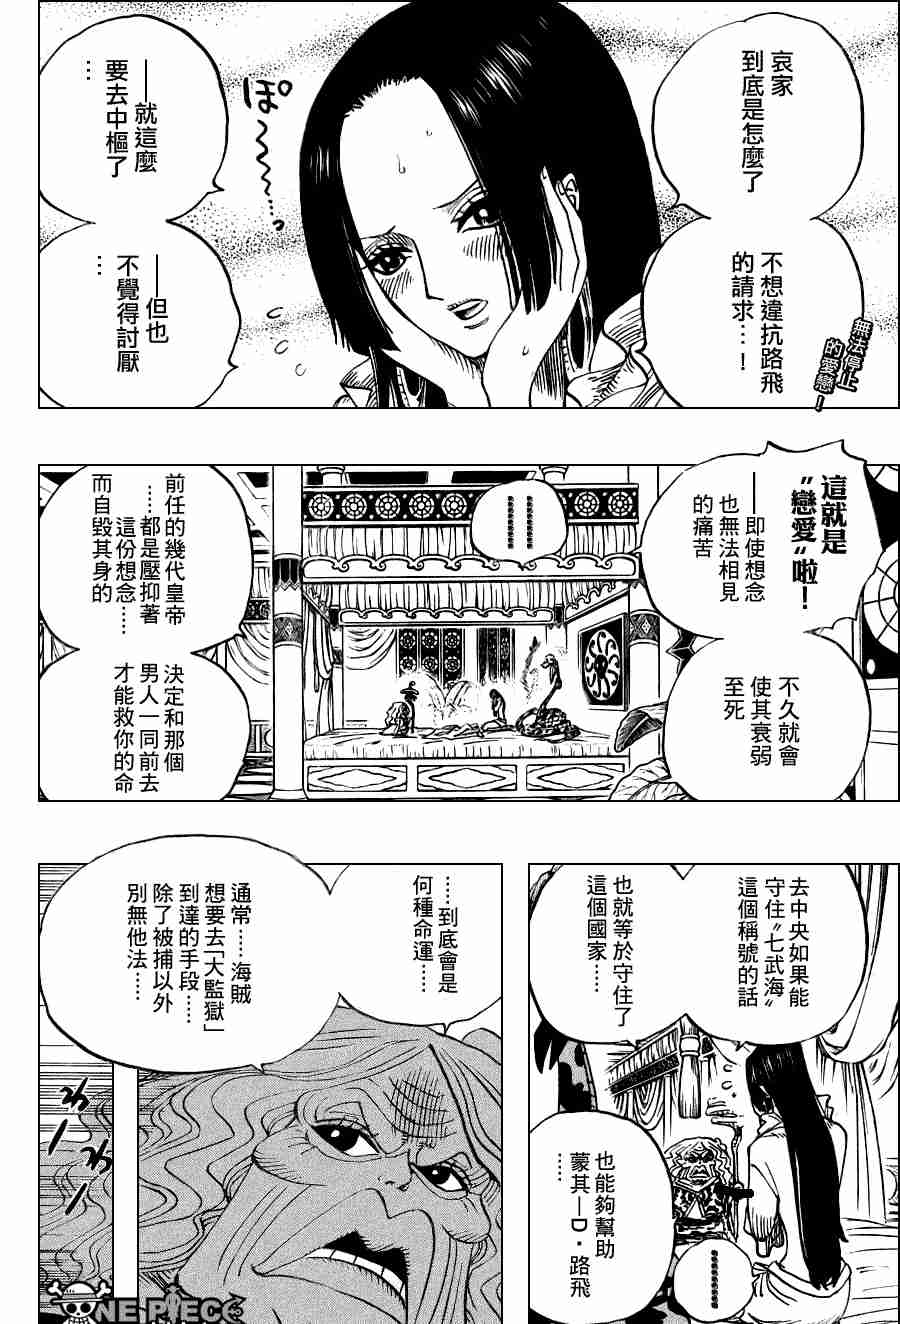 哀家
到底是怎麼了
不想違抗路飛
的請求…！
無法停止
的愛戀！
ぽ〜〜…っ
──就這麼
要去中樞了
…
──但也
不覺得討厭
…
這就是
〝戀愛〞啦！
──即使想念
也無法相見
的痛苦
不久就會
使其衰弱
至死
…………
前任的幾代皇帝
……都是壓抑著
這份想念……
而自毀其身的
決定和那個
男人一同前去
才能救你的命
去中央如果能
守住〝七武海〞
這個稱號的話
也就等於守住了
這個國家……
也能夠幫助
蒙其─D・路飛
……
…………
……到底會是
何種命運……
通常……海賊
想要去「大監獄」
到達的手段……
除了被捕以外
別無他法……
わなわな
ONE PIECE